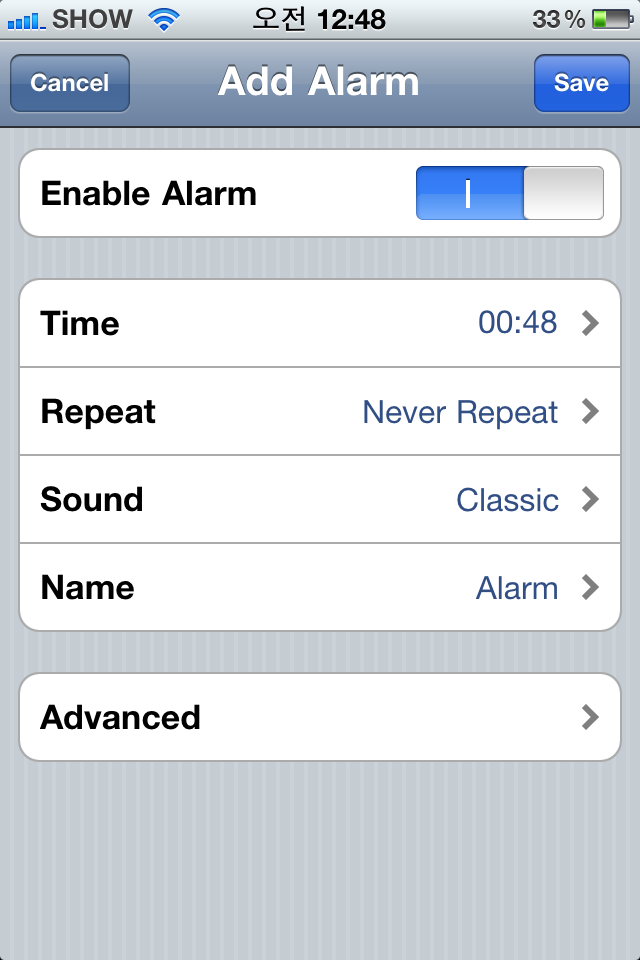 SHOW 오전 12:48 33%
Cancel Add Alarm Save
Enable Alarm
Time 00:48
Repeat Never Repeat
Sound Classic
Name Alarm
Advanced